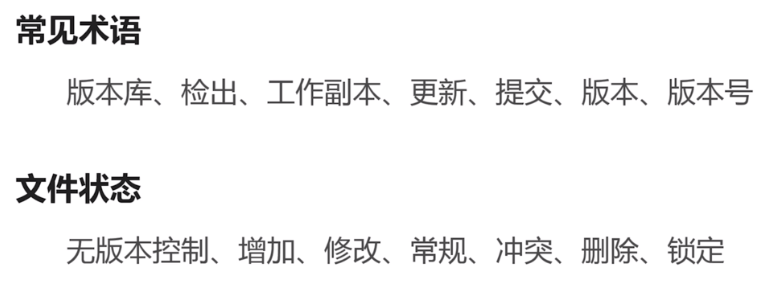 常见术语
版本库、检出、工作副本、更新、提交、版本、版本号
文件状态
无版本控制、增加、修改、常规、冲突、删除、锁定